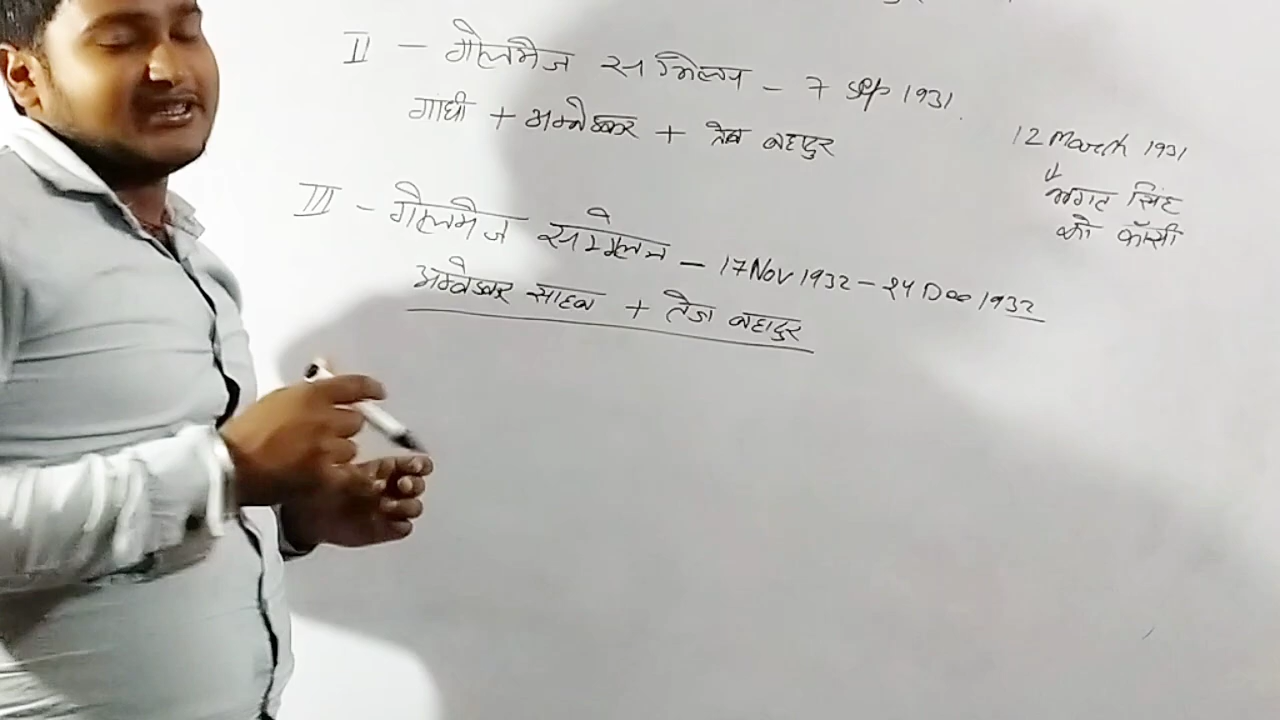 II - गोलमेज सम्मिलन - 7 Sep 1931.
गांधी + अम्बेडकर + तेज बहादुर
12 March 1931
↓
भगत सिंह
को फाँसी
III - गोलमेज सम्मेलन - 17 Nov 1932 - 24 Dec 1932
अम्बेडकर साहब + तेज बहादुर